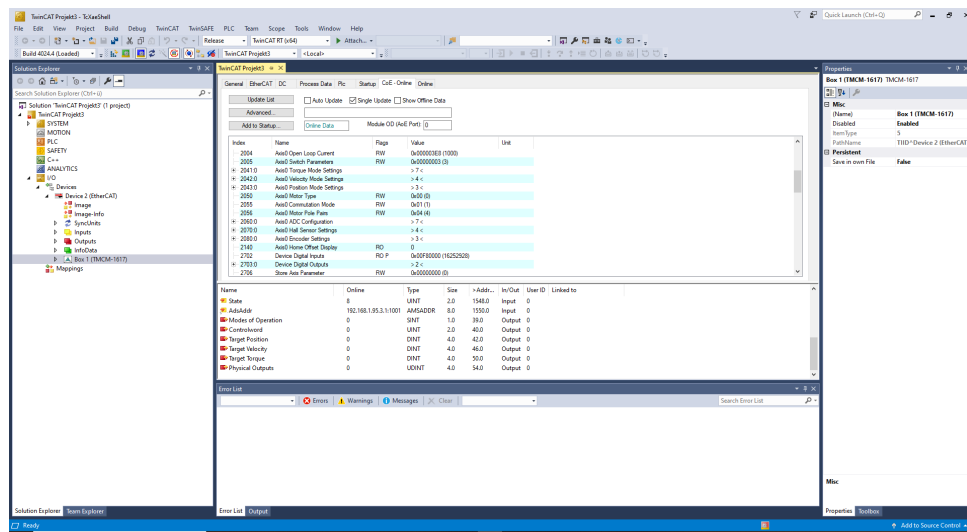 TwinCAT Projekt3 - TcXaeShell
Quick Launch (Ctrl+Q)
File Edit View Project Build Debug TwinCAT TwinSAFE PLC Team Scope Tools Window Help
Release TwinCAT RT (x64) Attach...
Build 4024.4 (Loaded) TwinCAT Projekt3 <Local>
Solution Explorer
Search Solution Explorer (Ctrl+ü)
Solution 'TwinCAT Projekt3' (1 project)
TwinCAT Projekt3
SYSTEM
MOTION
PLC
SAFETY
C++
ANALYTICS
I/O
Devices
Device 2 (EtherCAT)
Image
Image-Info
SyncUnits
Inputs
Outputs
InfoData
Box 1 (TMCM-1617)
Mappings
Solution Explorer Team Explorer
TwinCAT Projekt3
General EtherCAT DC Process Data Plc Startup CoE - Online Online
Update List Auto Update Single Update Show Offline Data
Advanced...
Add to Startup... Online Data Module OD (AoE Port): 0
Index Name Flags Value Unit
2004 Axis0 Open Loop Current RW 0x000003E8 (1000)
2005 Axis0 Switch Parameters RW 0x00000003 (3)
2041:0 Axis0 Torque Mode Settings > 7 <
2042:0 Axis0 Velocity Mode Settings > 4 <
2043:0 Axis0 Position Mode Settings > 3 <
2050 Axis0 Motor Type RW 0x00 (0)
2055 Axis0 Commutation Mode RW 0x01 (1)
2056 Axis0 Motor Pole Pairs RW 0x04 (4)
2060:0 Axis0 ADC Configuration > 7 <
2070:0 Axis0 Hall Sensor Settings > 4 <
2080:0 Axis0 Encoder Settings > 3 <
2140 Axis0 Home Offset Display RO 0
2702 Device Digital Inputs RO P 0x00F80000 (16252928)
2703:0 Device Digital Outputs > 2 <
2706 Store Axis Parameter RW 0x00000000 (0)
Name Online Type Size >Addr... In/Out User ID Linked to
State 8 UINT 2.0 1548.0 Input 0
AdsAddr 192.168.1.95.3.1:1001 AMSADDR 8.0 1550.0 Input 0
Modes of Operation 0 SINT 1.0 39.0 Output 0
Controlword 0 UINT 2.0 40.0 Output 0
Target Position 0 DINT 4.0 42.0 Output 0
Target Velocity 0 DINT 4.0 46.0 Output 0
Target Torque 0 DINT 4.0 50.0 Output 0
Physical Outputs 0 UDINT 4.0 54.0 Output 0
Error List
Errors Warnings Messages Clear Search Error List
Error List Output
Properties
Box 1 (TMCM-1617) TMCM-1617
Misc
(Name) Box 1 (TMCM-1617)
Disabled Enabled
ItemType 5
PathName TIID^Device 2 (EtherCAT
Persistent
Save in own File False
Misc
Properties Toolbox
Ready
Add to Source Control